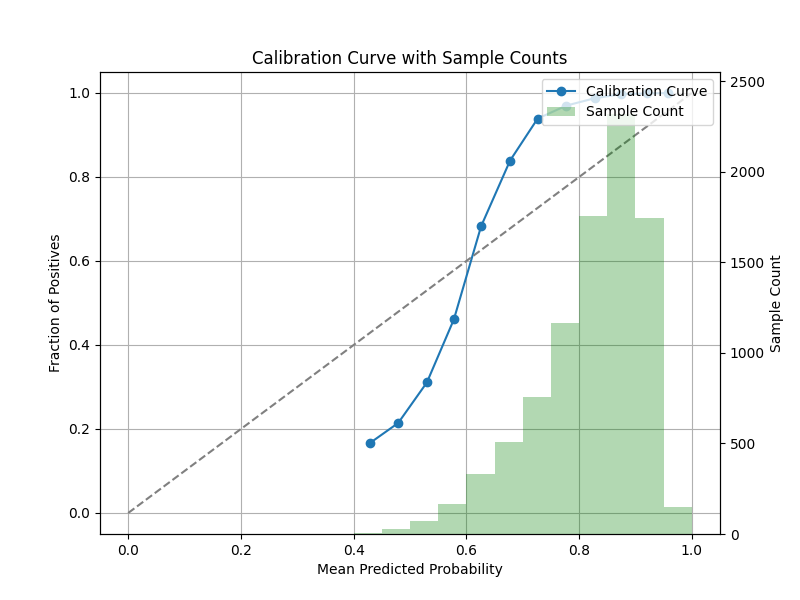 Calibration Curve with Sample Counts
Calibration Curve
Sample Count
Fraction of Positives
1.0
0.8
0.6
0.4
0.2
0.0
2500
2000
1500
1000
500
0
Sample Count
0.0 0.2 0.4 0.6 0.8 1.0
Mean Predicted Probability